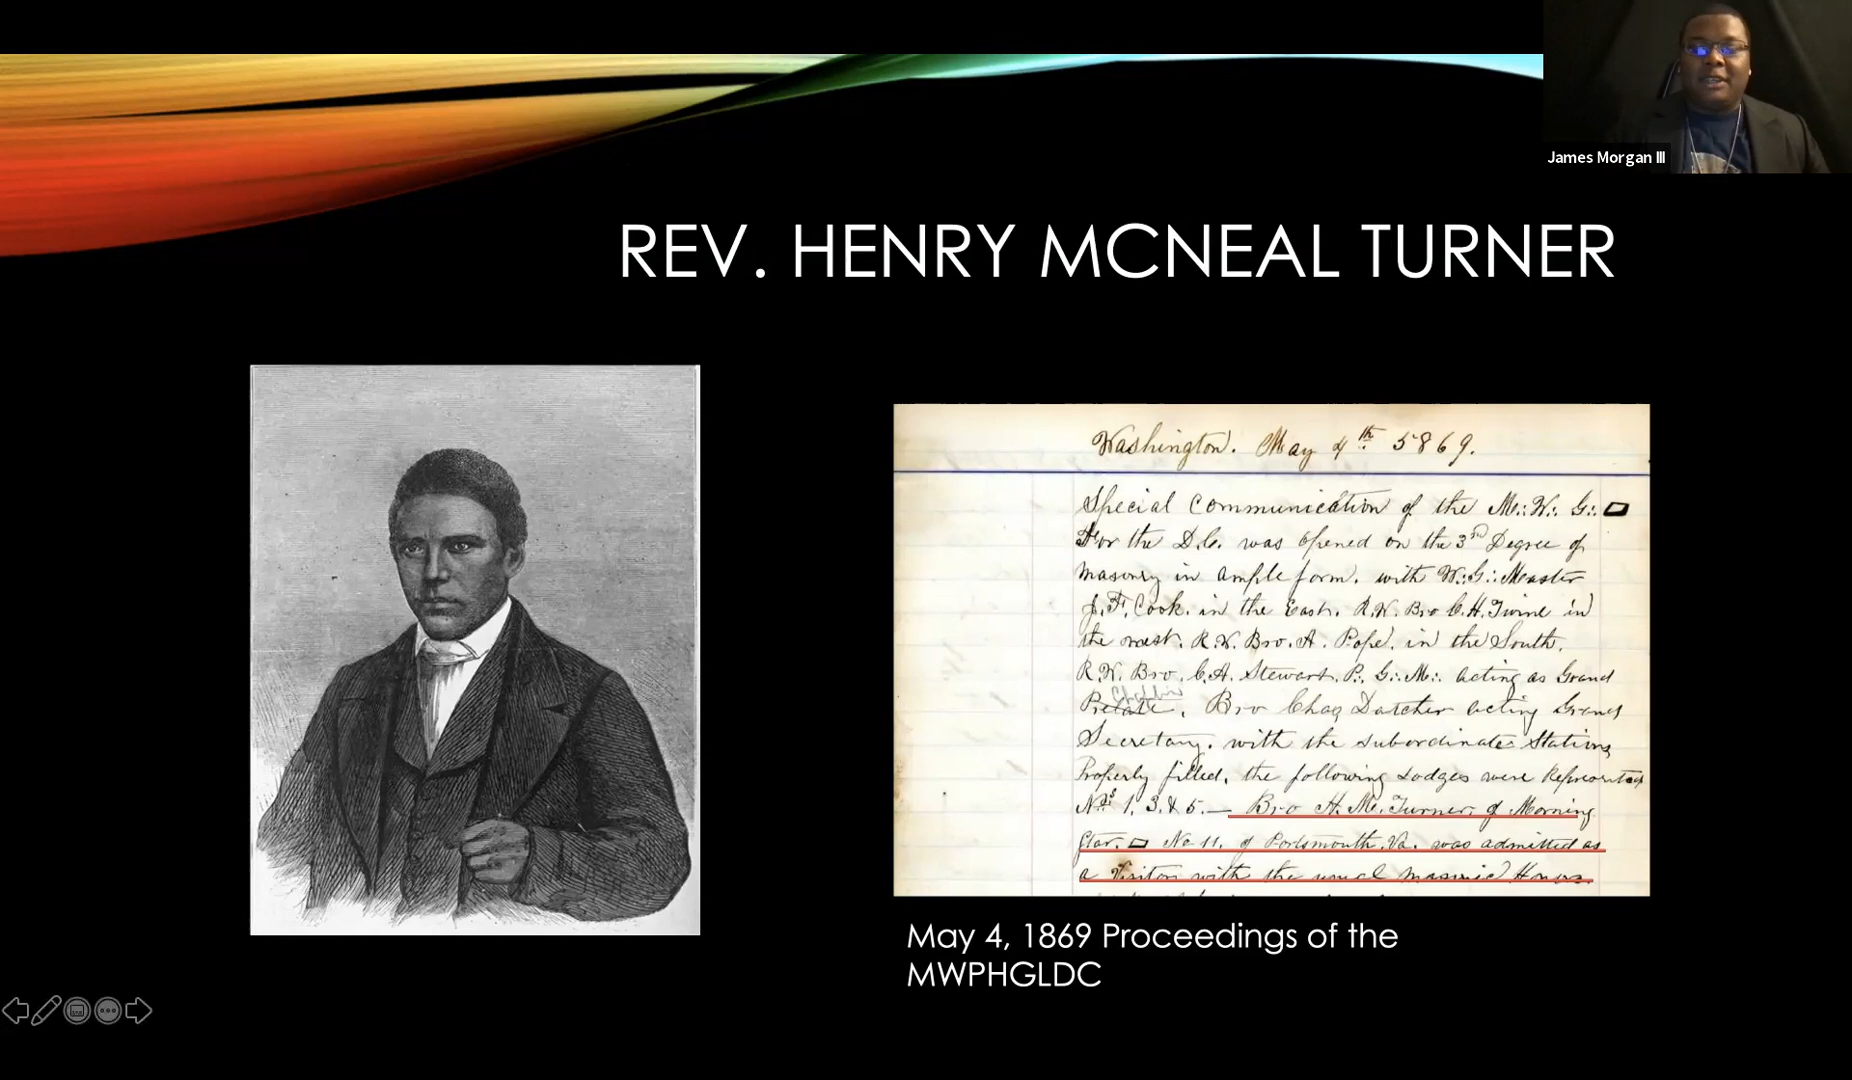 James Morgan III
REV. HENRY MCNEAL TURNER
Washington. May 4th 5869.
Special Communication of the M∴W∴ G∴ ▭
For the D.C. was opened on the 3rd Degree of
masonry in ample form. with W∴G∴ Master
J. F. Cook. in the East. R.W. Bro C.H. Twine in
the west. R.W. Bro. A. Pope. in the South.
R.W. Bro. C.A. Stewart. P∴ G∴ M∴ acting as Grand
Prelate. Bro Chas Datcher acting Grand
Secretary. with the subordinate Stations
Properly filled. the following Lodges were Represented
Nos 1, 3, & 5. — Bro H. M. Turner of Morning
Star. ▭ No 11. of Portsmouth. Va. was admitted as
a Visitor with the usual masonic Honors.
May 4, 1869 Proceedings of the
MWPHGLDC